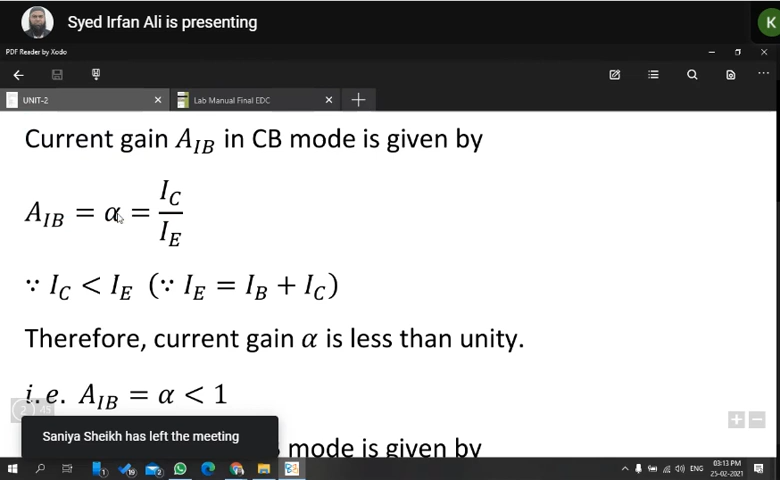 Syed Irfan Ali is presenting
K
PDF Reader by Xodo
UNIT-2
Lab Manual Final EDC
Current gain A_IB in CB mode is given by
A_IB = α = I_C / I_E
∵ I_C < I_E (∵ I_E = I_B + I_C)
Therefore, current gain α is less than unity.
i.e. A_IB = α < 1
Saniya Sheikh has left the meeting
mode is given by
ENG
03:13 PM
25-02-2021